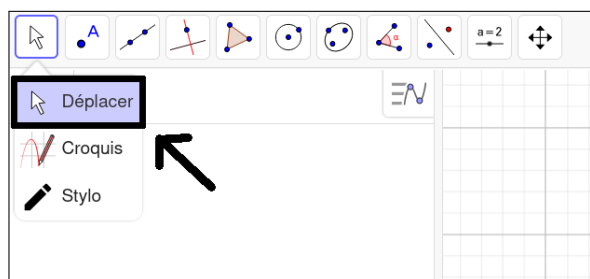 A
α
a=2
Déplacer
Croquis
Stylo